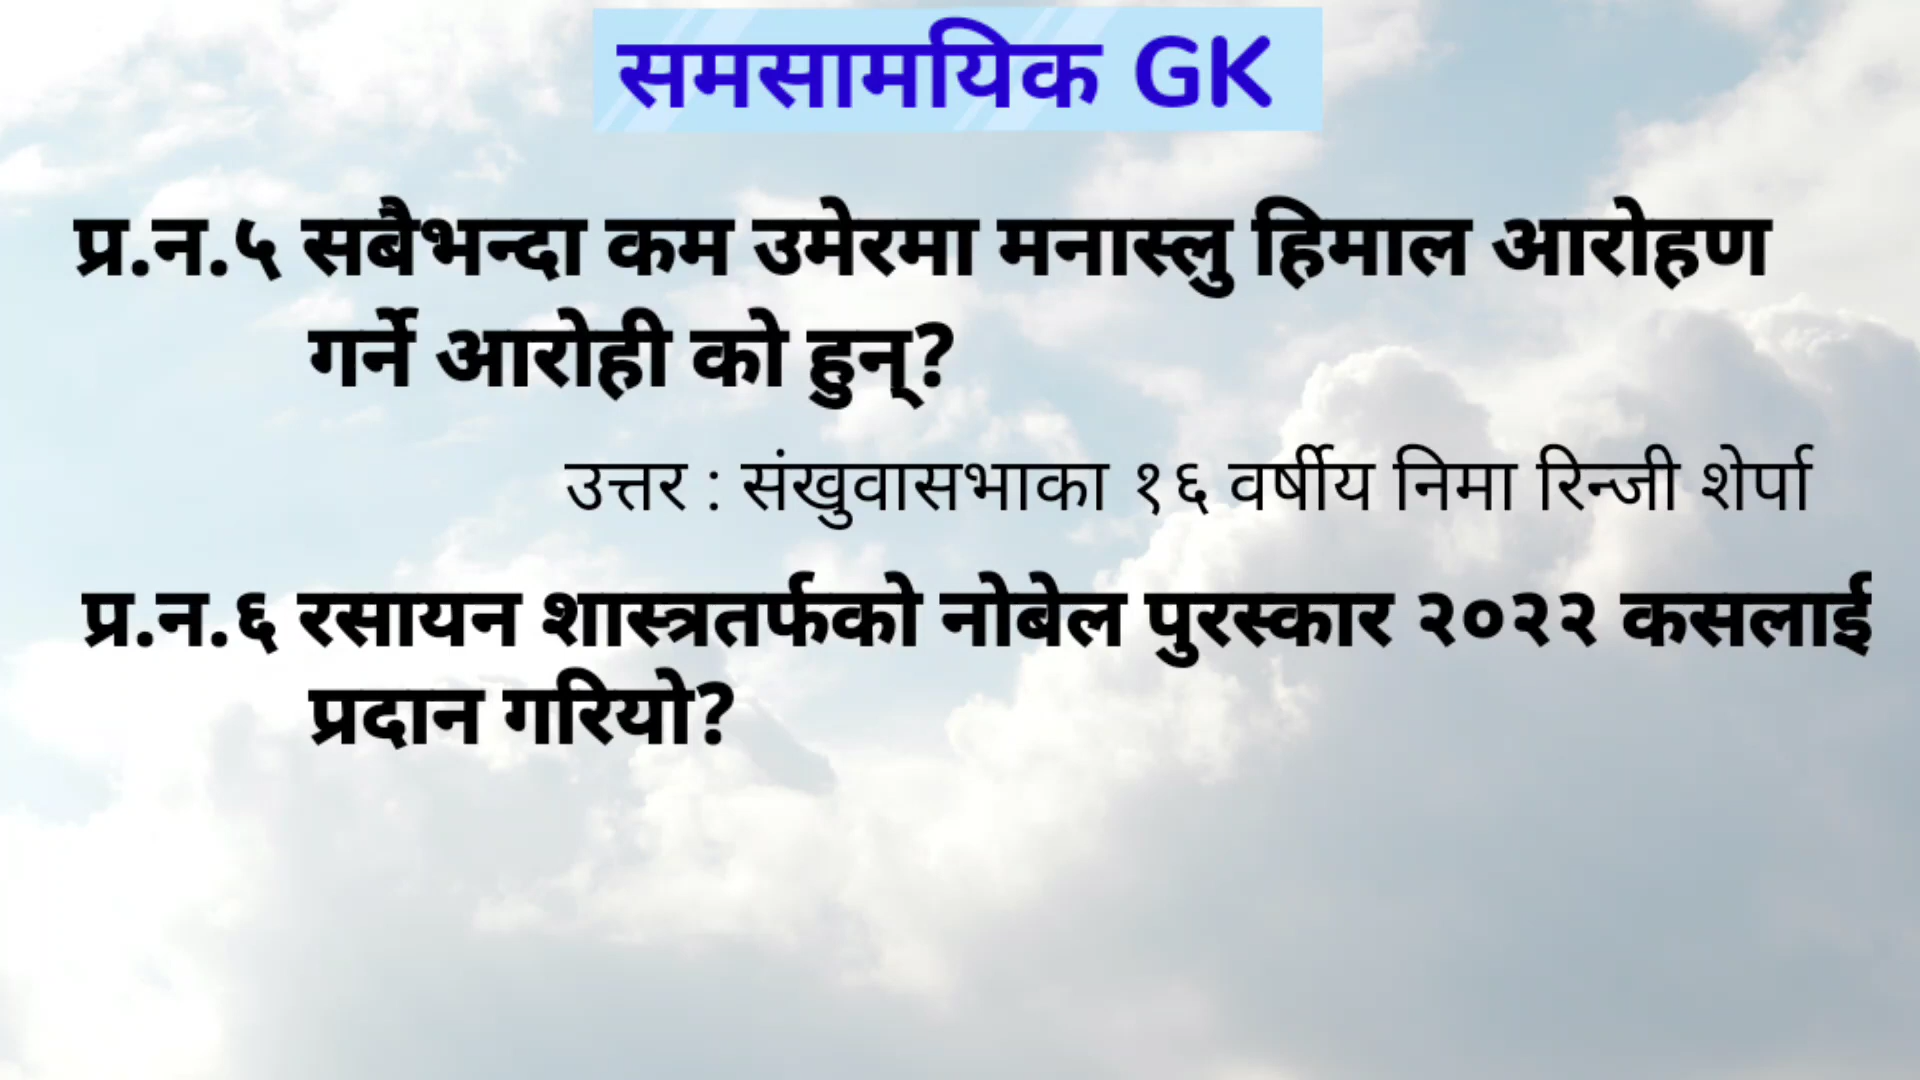 समसामयिक GK
प्र.न.५ सबैभन्दा कम उमेरमा मनास्लु हिमाल आरोहण
गर्ने आरोही को हुन्?
उत्तर : संखुवासभाका १६ वर्षीय निमा रिन्जी शेर्पा
प्र.न.६ रसायन शास्त्रतर्फको नोबेल पुरस्कार २०२२ कसलाई
प्रदान गरियो?